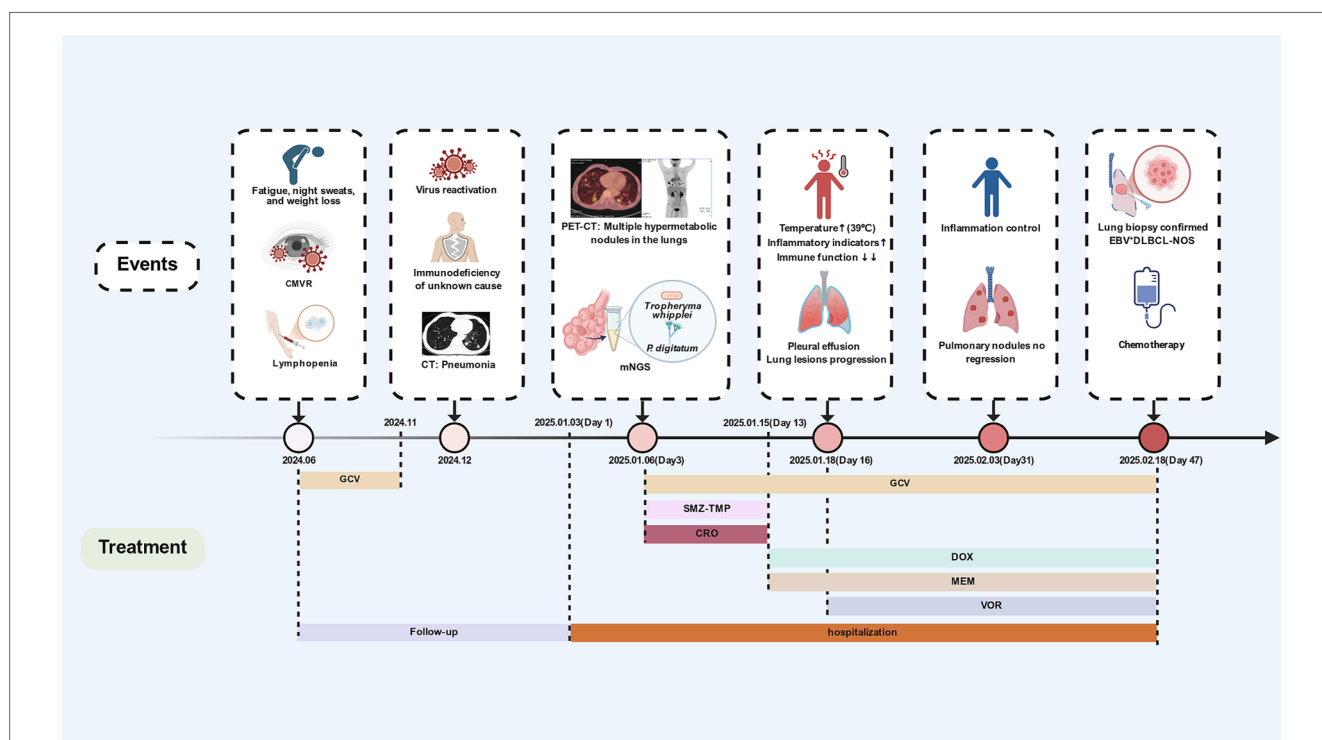 Events
Fatigue, night sweats,
and weight loss
CMVR
Lymphopenia
Virus reactivation
Immunodeficiency
of unknown cause
CT: Pneumonia
PET-CT: Multiple hypermetabolic
nodules in the lungs
Tropheryma
whipplei
P. digitatum
mNGS
Temperature↑ (39℃)
Inflammatory indicators↑
Immune function ↓↓
Pleural effusion
Lung lesions progression
Inflammation control
Pulmonary nodules no
regression
Lung biopsy confirmed
EBV⁺DLBCL-NOS
Chemotherapy
2024.11
2025.01.03(Day 1)
2025.01.15(Day 13)
2024.06
2024.12
2025.01.06(Day3)
2025.01.18(Day 16)
2025.02.03(Day31)
2025.02.18(Day 47)
Treatment
GCV
GCV
SMZ-TMP
CRO
DOX
MEM
VOR
Follow-up
hospitalization